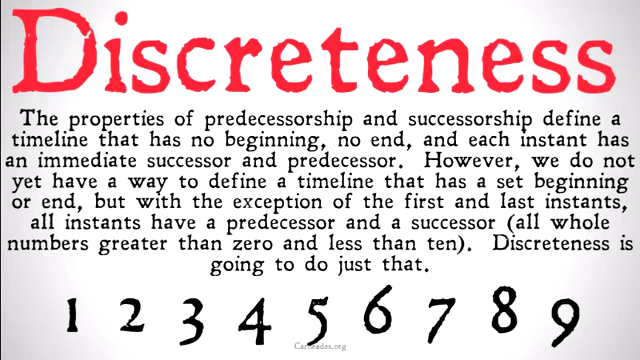 Discreteness
The properties of predecessorship and successorship define a
timeline that has no beginning, no end, and each instant has
an immediate successor and predecessor. However, we do not
yet have a way to define a timeline that has a set beginning
or end, but with the exception of the first and last instants,
all instants have a predecessor and a successor (all whole
numbers greater than zero and less than ten). Discreteness is
going to do just that.
1 2 3 4 5 6 7 8 9
Carneades.org